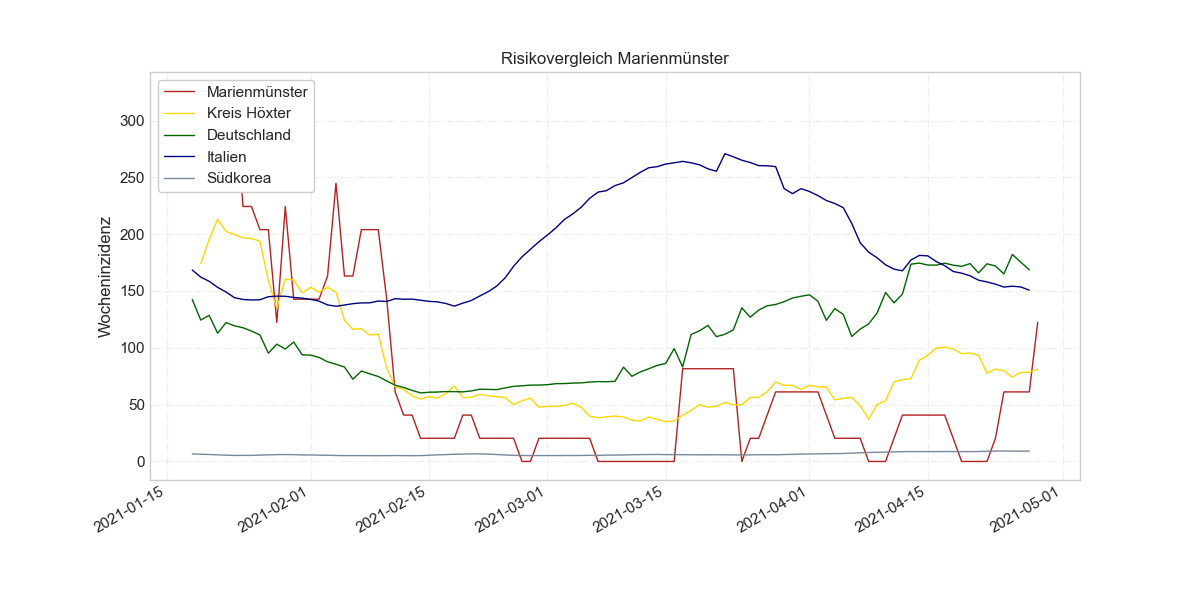 Risikovergleich Marienmünster
Marienmünster
Kreis Höxter
Deutschland
Italien
Südkorea
Wocheninzidenz
300
250
200
150
100
50
0
2021-01-15
2021-02-01
2021-02-15
2021-03-01
2021-03-15
2021-04-01
2021-04-15
2021-05-01